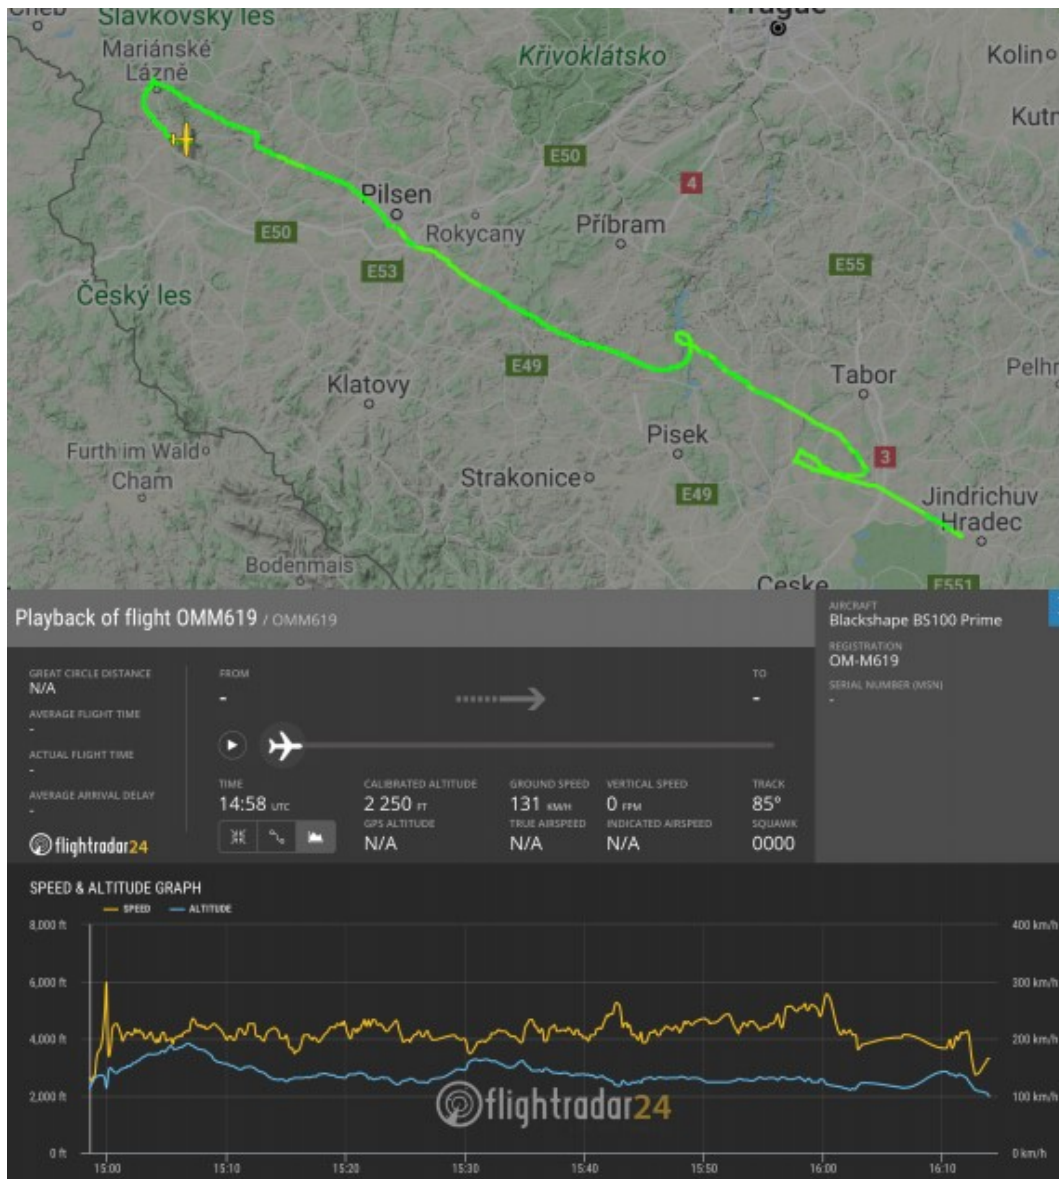 Slavkovský les
Prague
Mariánské
Lázně
Křivoklátsko
Kolin
Kutn
E50
4
Pilsen
Rokycany
Příbram
E50
E53
E55
Český les
E49
Klatovy
Tabor
Pelhr
Furth im Wald
Cham
Pisek
3
Strakonice
E49
Jindrichuv
Hradec
Bodenmais
Ceske
E551
Playback of flight OMM619 / OMM619
AIRCRAFT
Blackshape BS100 Prime
REGISTRATION
OM-M619
SERIAL NUMBER (MSN)
-
GREAT CIRCLE DISTANCE
N/A
AVERAGE FLIGHT TIME
-
ACTUAL FLIGHT TIME
-
AVERAGE ARRIVAL DELAY
-
flightradar24
FROM
-
TO
-
TIME
14:58 UTC
CALIBRATED ALTITUDE
2 250 FT
GPS ALTITUDE
N/A
GROUND SPEED
131 KM/H
TRUE AIRSPEED
N/A
VERTICAL SPEED
0 FPM
INDICATED AIRSPEED
N/A
TRACK
85°
SQUAWK
0000
SPEED & ALTITUDE GRAPH
SPEED ALTITUDE
8,000 ft 400 km/h
6,000 ft 300 km/h
4,000 ft 200 km/h
2,000 ft 100 km/h
flightradar24
0 ft 0 km/h
15:00 15:10 15:20 15:30 15:40 15:50 16:00 16:10